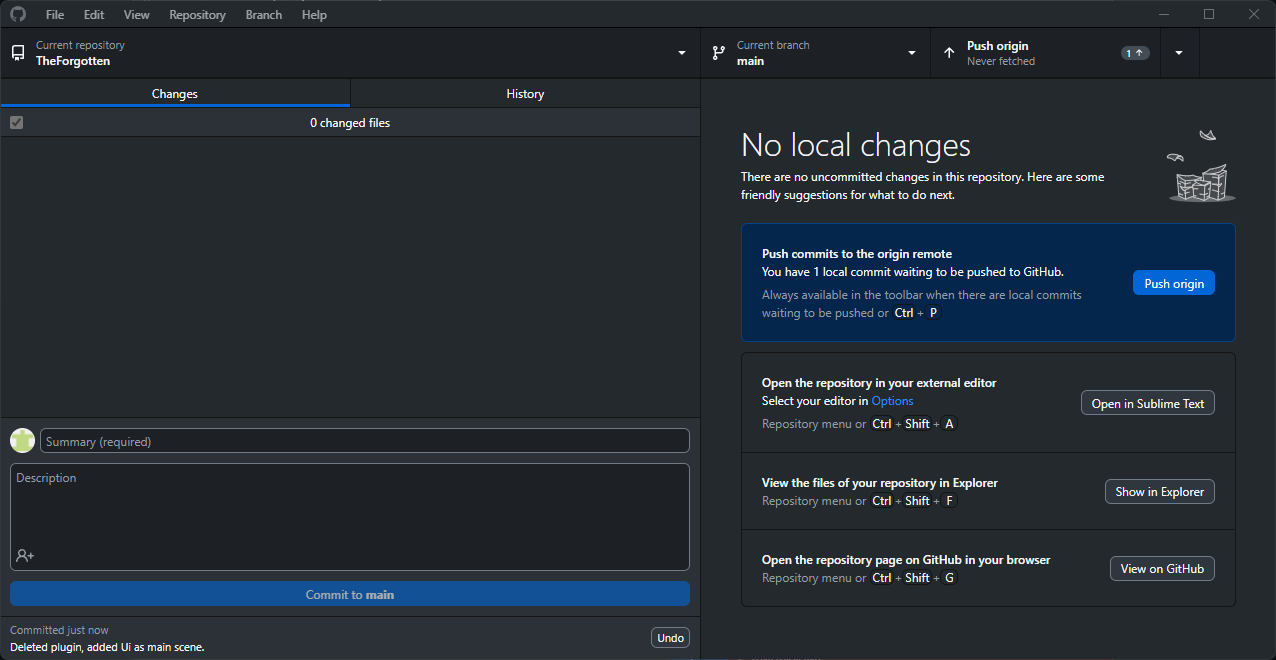 File Edit View Repository Branch Help
Current repository
TheForgotten
Current branch
main
Push origin
Never fetched
1
Changes
History
0 changed files
No local changes
There are no uncommitted changes in this repository. Here are some
friendly suggestions for what to do next.
Push commits to the origin remote
You have 1 local commit waiting to be pushed to GitHub.
Always available in the toolbar when there are local commits
waiting to be pushed or Ctrl + P
Push origin
Open the repository in your external editor
Select your editor in Options
Repository menu or Ctrl + Shift + A
Open in Sublime Text
View the files of your repository in Explorer
Repository menu or Ctrl + Shift + F
Show in Explorer
Open the repository page on GitHub in your browser
Repository menu or Ctrl + Shift + G
View on GitHub
Summary (required)
Description
Commit to main
Committed just now
Deleted plugin, added Ui as main scene.
Undo